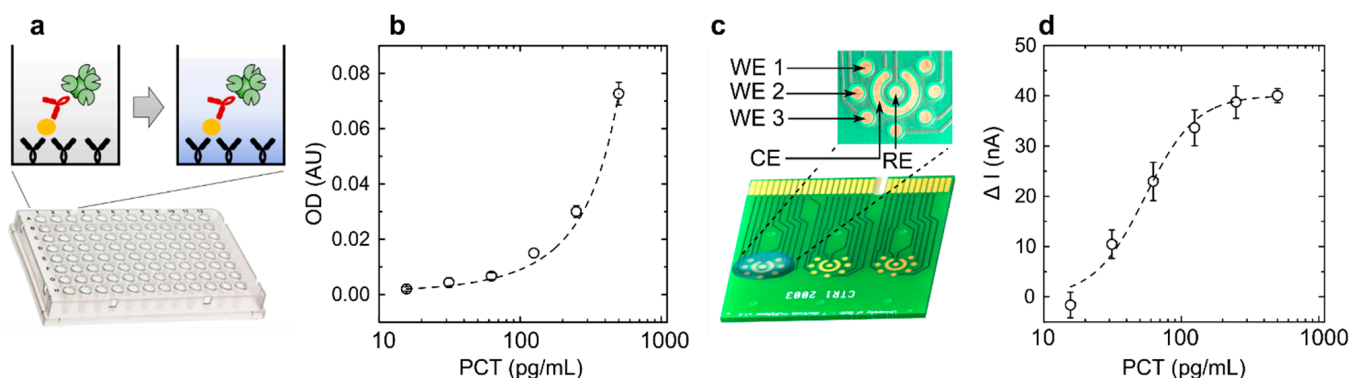 a
b
OD (AU)
0.08
0.06
0.04
0.02
0.00
10
100
1000
PCT (pg/mL)
c
WE 1
WE 2
WE 3
CE
RE
CTR1 2003
d
Δ I (nA)
50
40
30
20
10
0
10
100
1000
PCT (pg/mL)